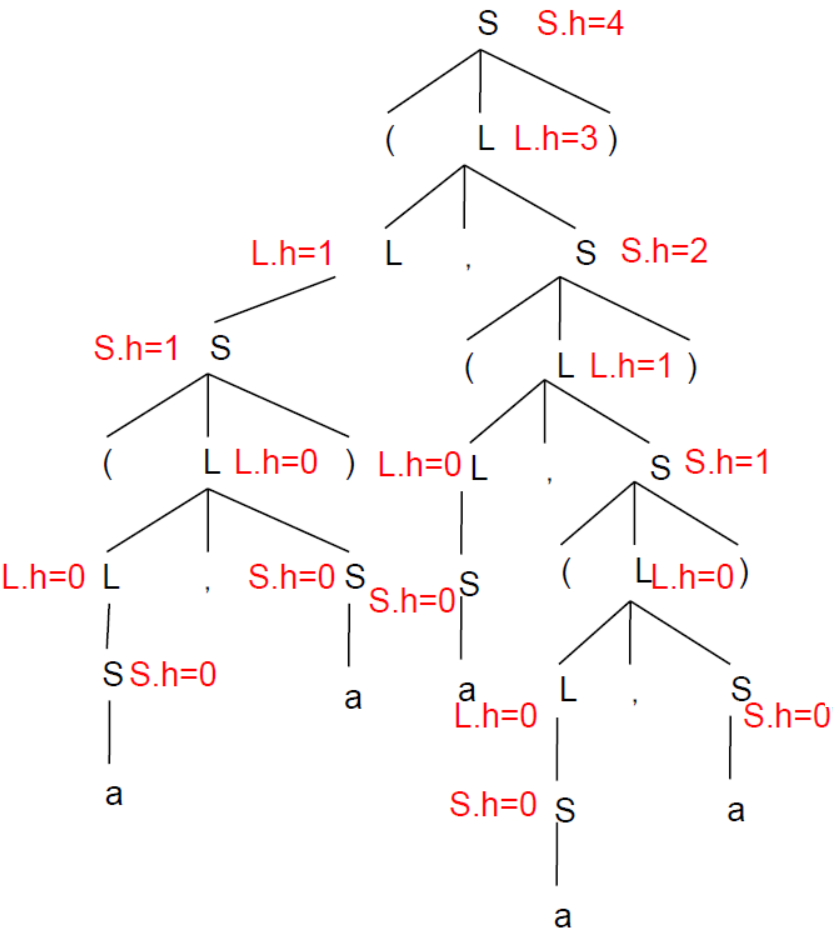 S S.h=4
( L L.h=3 )
L.h=1 L , S S.h=2
S.h=1 S ( L L.h=1 )
( L L.h=0 ) L.h=0 L , S S.h=1
L.h=0 L , S.h=0 S S.h=0 S ( L L.h=0 )
S S.h=0 a a L.h=0 L , S S.h=0
a S.h=0 S a
a